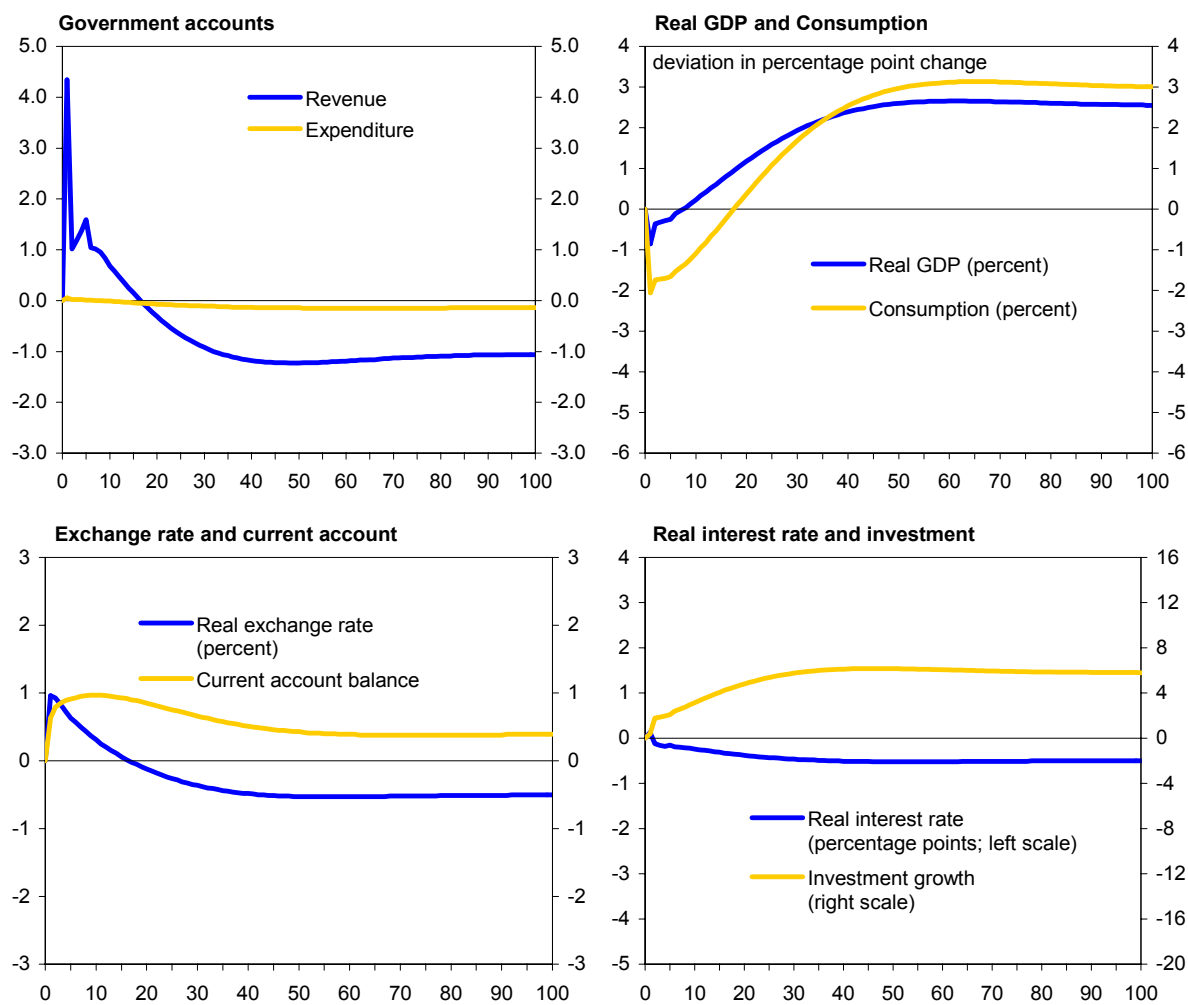 Government accounts
5.0 5.0
4.0 4.0
3.0 3.0
2.0 2.0
1.0 1.0
0.0 0.0
-1.0 -1.0
-2.0 -2.0
-3.0 -3.0
Revenue
Expenditure
0 10 20 30 40 50 60 70 80 90 100
Real GDP and Consumption
deviation in percentage point change
4 4
3 3
2 2
1 1
0 0
-1 -1
-2 -2
-3 -3
-4 -4
-5 -5
-6 -6
Real GDP (percent)
Consumption (percent)
0 10 20 30 40 50 60 70 80 90 100
Exchange rate and current account
3 3
2 2
1 1
0 0
-1 -1
-2 -2
-3 -3
Real exchange rate
(percent)
Current account balance
0 10 20 30 40 50 60 70 80 90 100
Real interest rate and investment
4 16
3 12
2 8
1 4
0 0
-1 -4
-2 -8
-3 -12
-4 -16
-5 -20
Real interest rate
(percentage points; left scale)
Investment growth
(right scale)
0 10 20 30 40 50 60 70 80 90 100